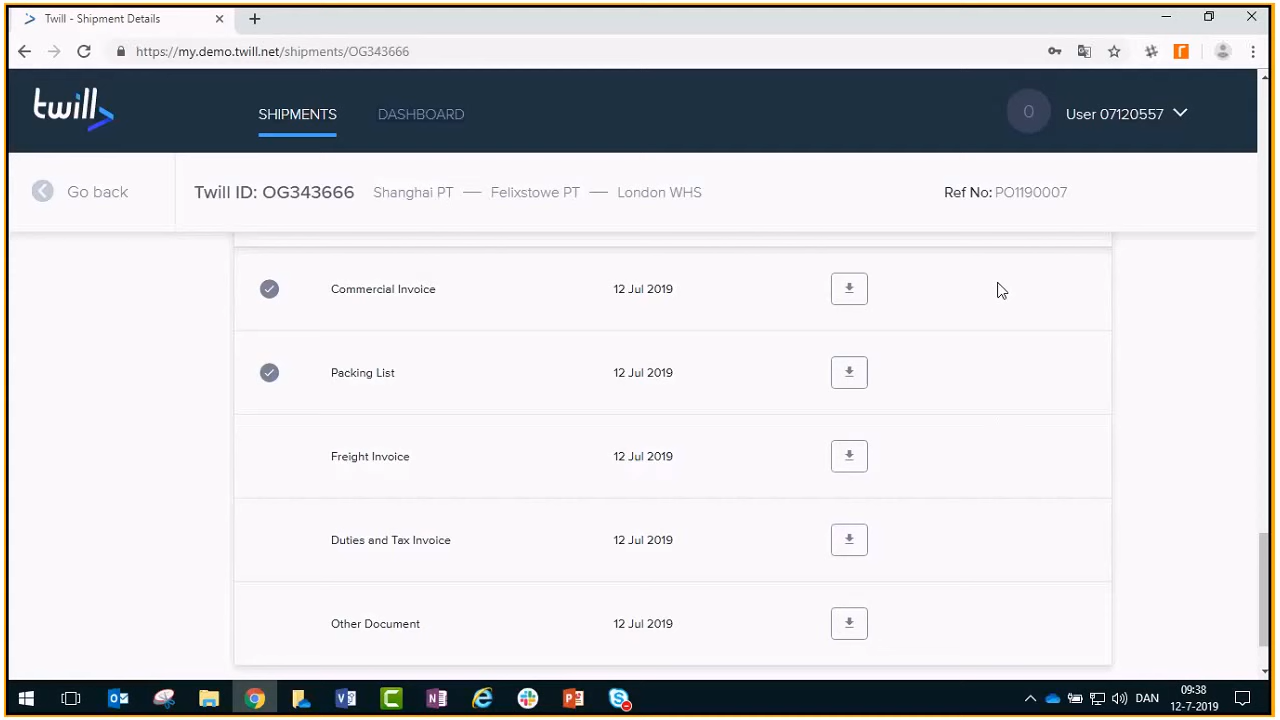 Twill - Shipment Details
https://my.demo.twill.net/shipments/OG343666
twill
SHIPMENTS
DASHBOARD
0
User 07120557
Go back
Twill ID: OG343666
Shanghai PT — Felixstowe PT — London WHS
Ref No: PO1190007
Commercial Invoice 12 Jul 2019
Packing List 12 Jul 2019
Freight Invoice 12 Jul 2019
Duties and Tax Invoice 12 Jul 2019
Other Document 12 Jul 2019
DAN
09:38
12-7-2019